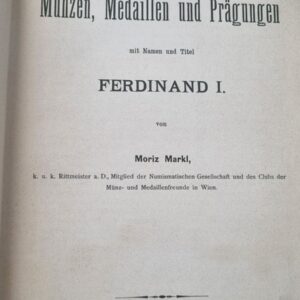 Münzen, Medaillen und Prägungen
mit Namen und Titel
FERDINAND I.
von
Moriz Markl,
k. u. k. Rittmeister a. D., Mitglied der Numismatischen Gesellschaft und des Clubs der
Münz- und Medaillenfreunde in Wien.